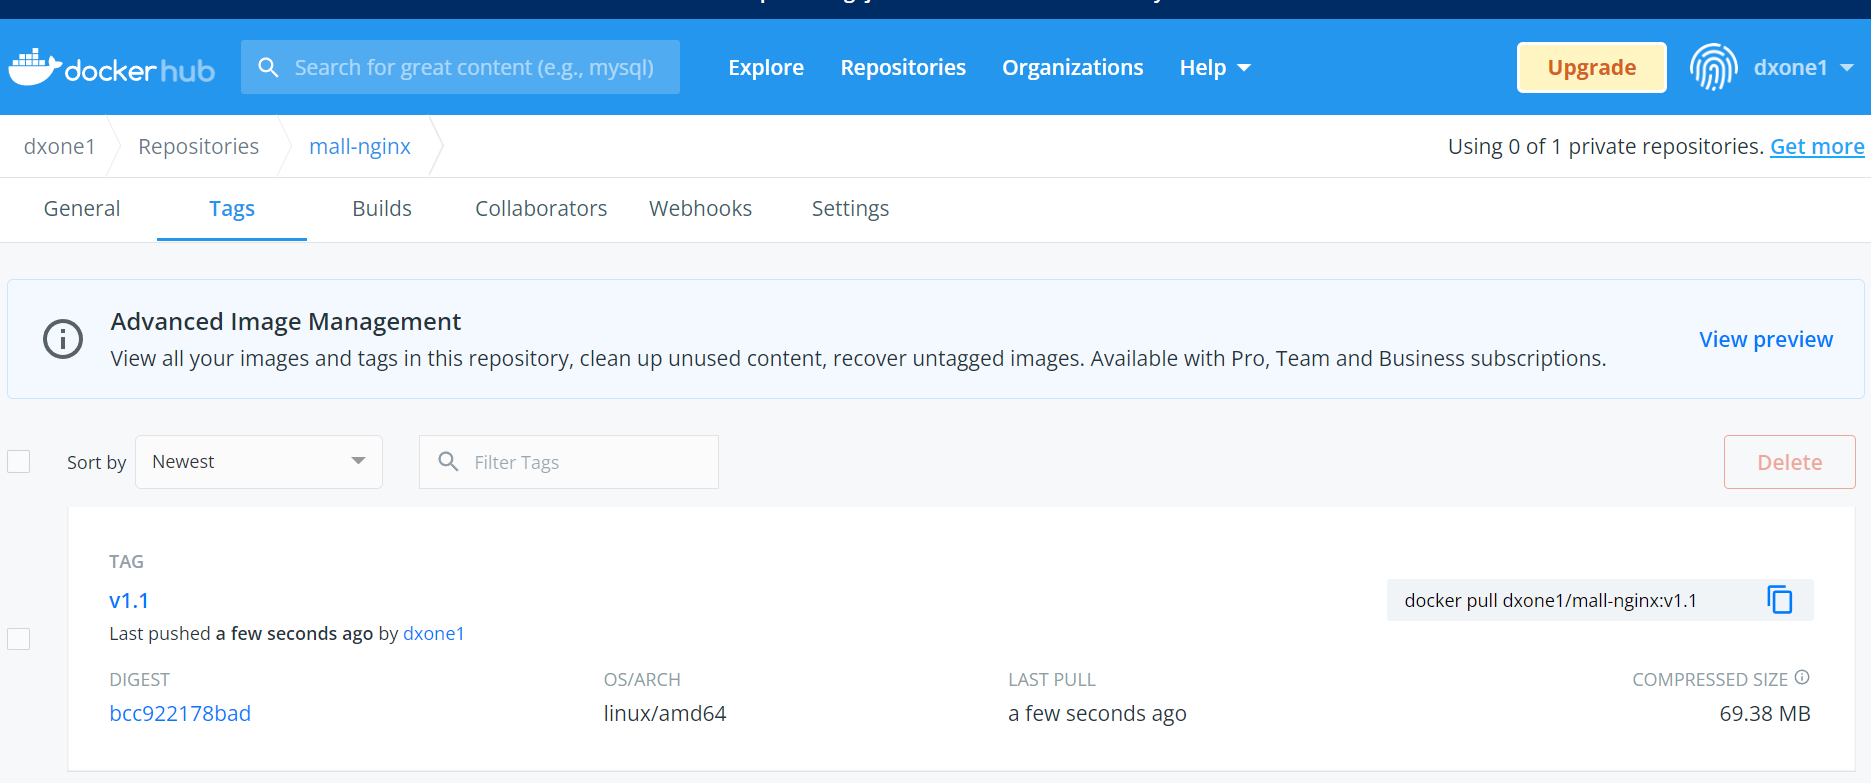 docker hub
Search for great content (e.g., mysql)
Explore
Repositories
Organizations
Help
Upgrade
dxone1
dxone1
Repositories
mall-nginx
Using 0 of 1 private repositories. Get more
General
Tags
Builds
Collaborators
Webhooks
Settings
Advanced Image Management
View all your images and tags in this repository, clean up unused content, recover untagged images. Available with Pro, Team and Business subscriptions.
View preview
Sort by
Newest
Filter Tags
Delete
TAG
v1.1
docker pull dxone1/mall-nginx:v1.1
Last pushed a few seconds ago by dxone1
DIGEST
OS/ARCH
LAST PULL
COMPRESSED SIZE
bcc922178bad
linux/amd64
a few seconds ago
69.38 MB